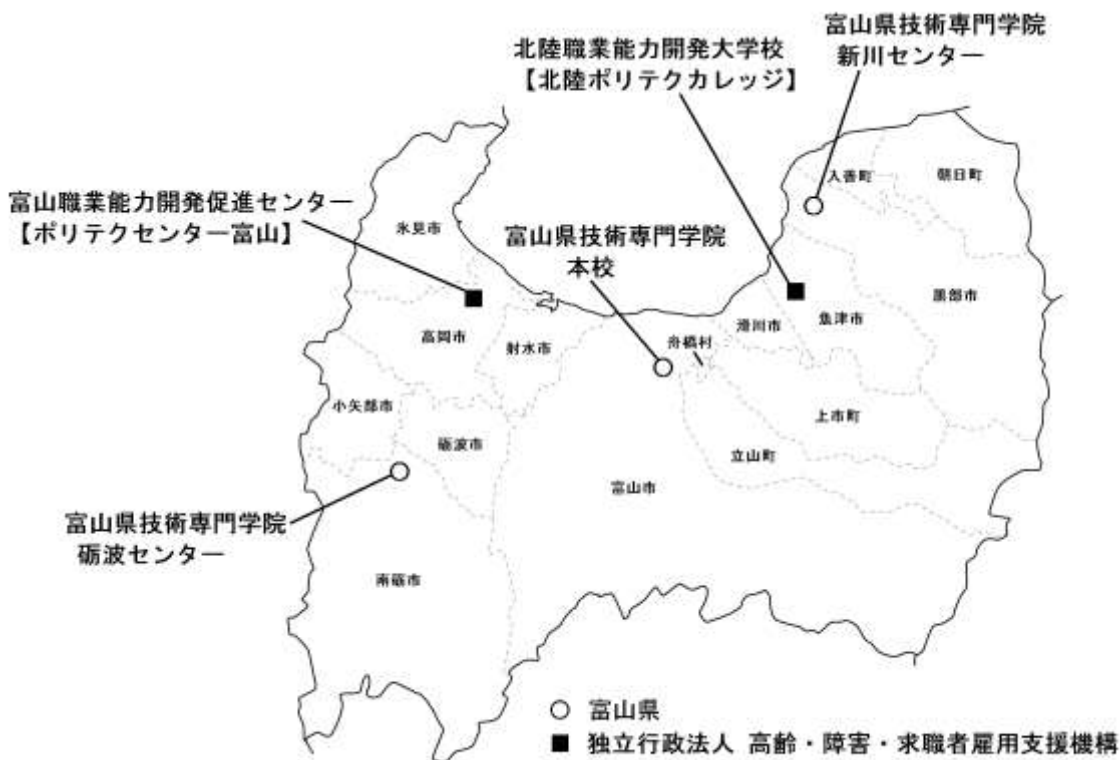 富山県技術専門学院
新川センター
北陸職業能力開発大学校
【北陸ポリテクカレッジ】
富山職業能力開発促進センター
【ポリテクセンター富山】
富山県技術専門学院
本校
富山県技術専門学院
砺波センター
入善町
朝日町
氷見市
黒部市
魚津市
滑川市
舟橋村
高岡市
射水市
小矢部市
砺波市
上市町
立山町
富山市
南砺市
○ 富山県
■ 独立行政法人 高齢・障害・求職者雇用支援機構